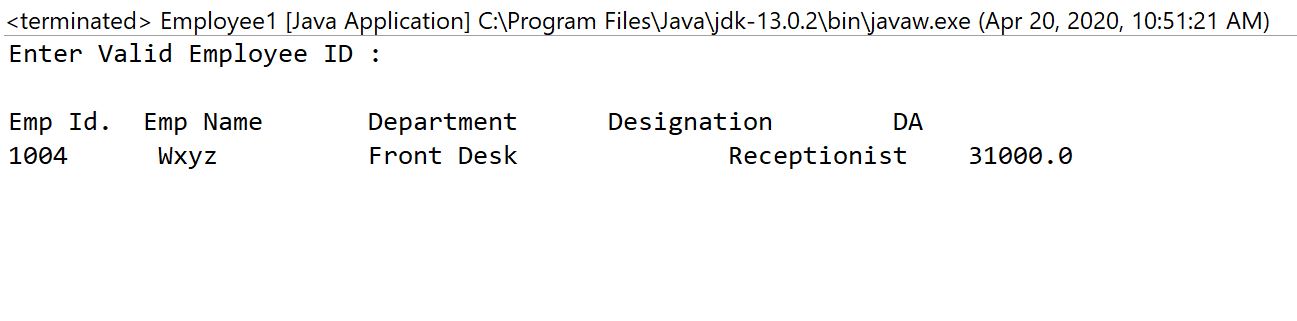 <terminated> Employee1 [Java Application] C:\Program Files\Java\jdk-13.0.2\bin\javaw.exe (Apr 20, 2020, 10:51:21 AM)
Enter Valid Employee ID :
Emp Id.  Emp Name       Department      Designation        DA
1004      Wxyz          Front Desk              Receptionist    31000.0